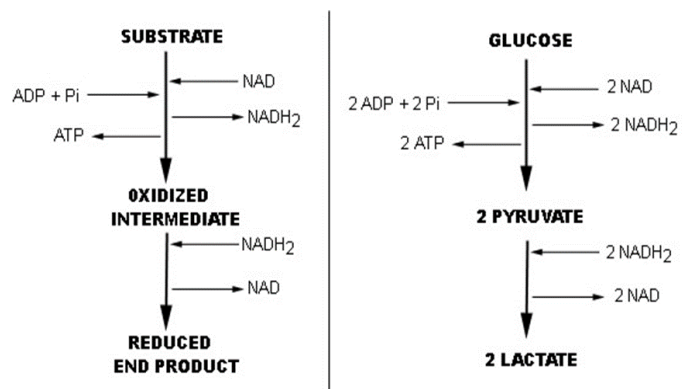 SUBSTRATE
NAD
ADP + Pi
NADH2
ATP
0XIDIZED
INTERMEDIATE
NADH2
NAD
REDUCED
END PRODUCT
GLUCOSE
2 NAD
2 ADP + 2 Pi
2 NADH2
2 ATP
2 PYRUVATE
2 NADH2
2 NAD
2 LACTATE